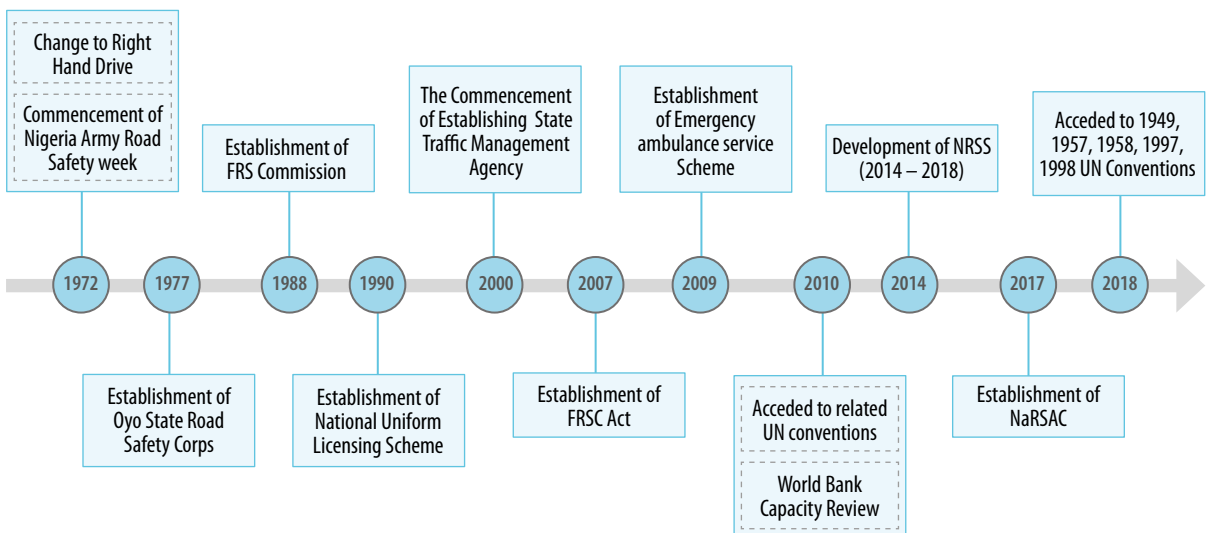 Change to Right
Hand Drive
Commencement of
Nigeria Army Road
Safety week
Establishment of
FRS Commission
The Commencement
of Establishing State
Traffic Management
Agency
Establishment
of Emergency
ambulance service
Scheme
Development of NRSS
(2014 – 2018)
Acceded to 1949,
1957, 1958, 1997,
1998 UN Conventions
1972
1977
1988
1990
2000
2007
2009
2010
2014
2017
2018
Establishment of
Oyo State Road
Safety Corps
Establishment of
National Uniform
Licensing Scheme
Establishment of
FRSC Act
Acceded to related
UN conventions
World Bank
Capacity Review
Establishment of
NaRSAC